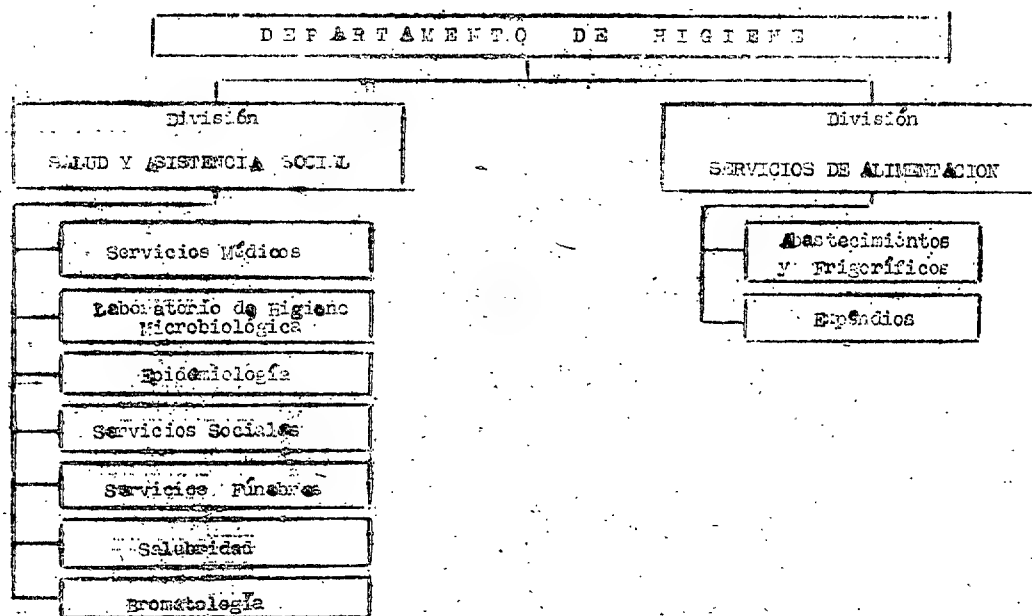 DEPARTAMENTO DE HIGIENE
División
SALUD Y ASISTENCIA SOCIAL
Servicios Médicos
Laboratorio de Higiene
Microbiológica
Epidemiología
Servicios Sociales
Servicios Fúnebres
Salubridad
Bromatología
División
SERVICIOS DE ALIMENTACION
Abastecimientos
y Frigoríficos
Expendios